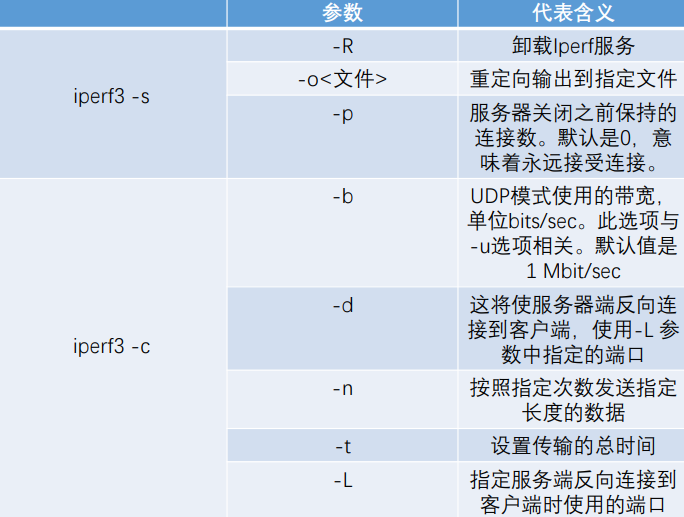 参数 代表含义
iperf3 -s
-R 卸载Iperf服务
-o<文件> 重定向输出到指定文件
-p 服务器关闭之前保持的
连接数。默认是0，意
味着永远接受连接。
iperf3 -c
-b UDP模式使用的带宽，
单位bits/sec。此选项与
-u选项相关。默认值是
1 Mbit/sec
-d 这将使服务器端反向连
接到客户端，使用-L 参
数中指定的端口
-n 按照指定次数发送指定
长度的数据
-t 设置传输的总时间
-L 指定服务端反向连接到
客户端时使用的端口